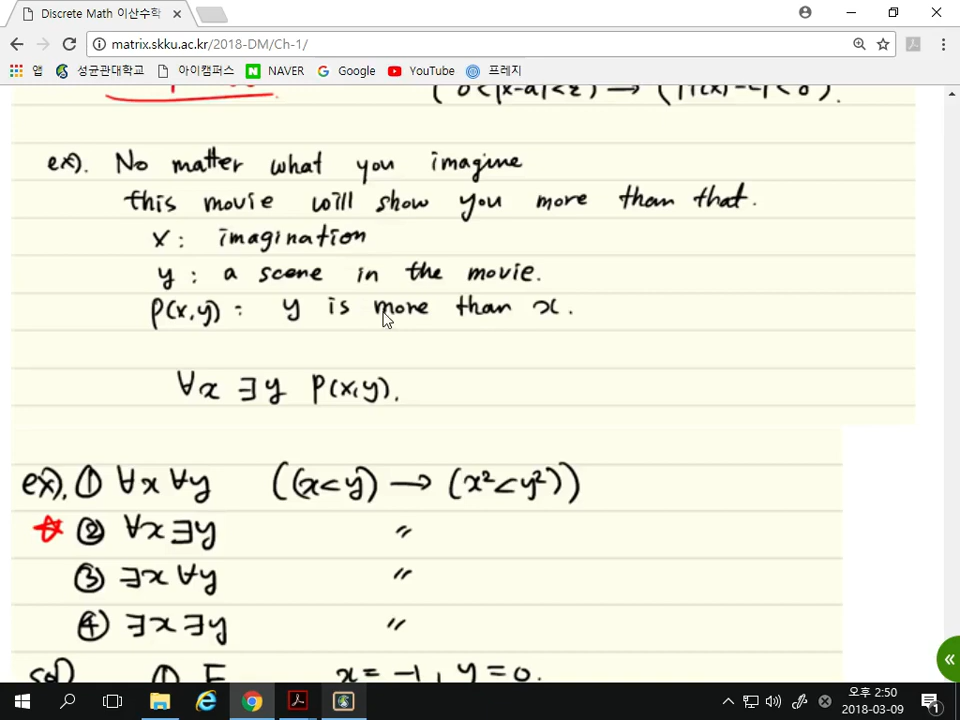 Discrete Math 이산수학
matrix.skku.ac.kr/2018-DM/Ch-1/
앱 성균관대학교 아이캠퍼스 NAVER Google YouTube 프레지
ex). No matter what you imagine
this movie will show you more than that.
x : imagination
y : a scene in the movie.
P(x,y) : y is more than x.
∀x ∃y P(x,y).
ex). ① ∀x ∀y ((x<y) → (x²<y²))
② ∀x ∃y 〃
③ ∃x ∀y 〃
④ ∃x ∃y 〃
sol) ① F x = -1, y = 0.
오후 2:50
2018-03-09